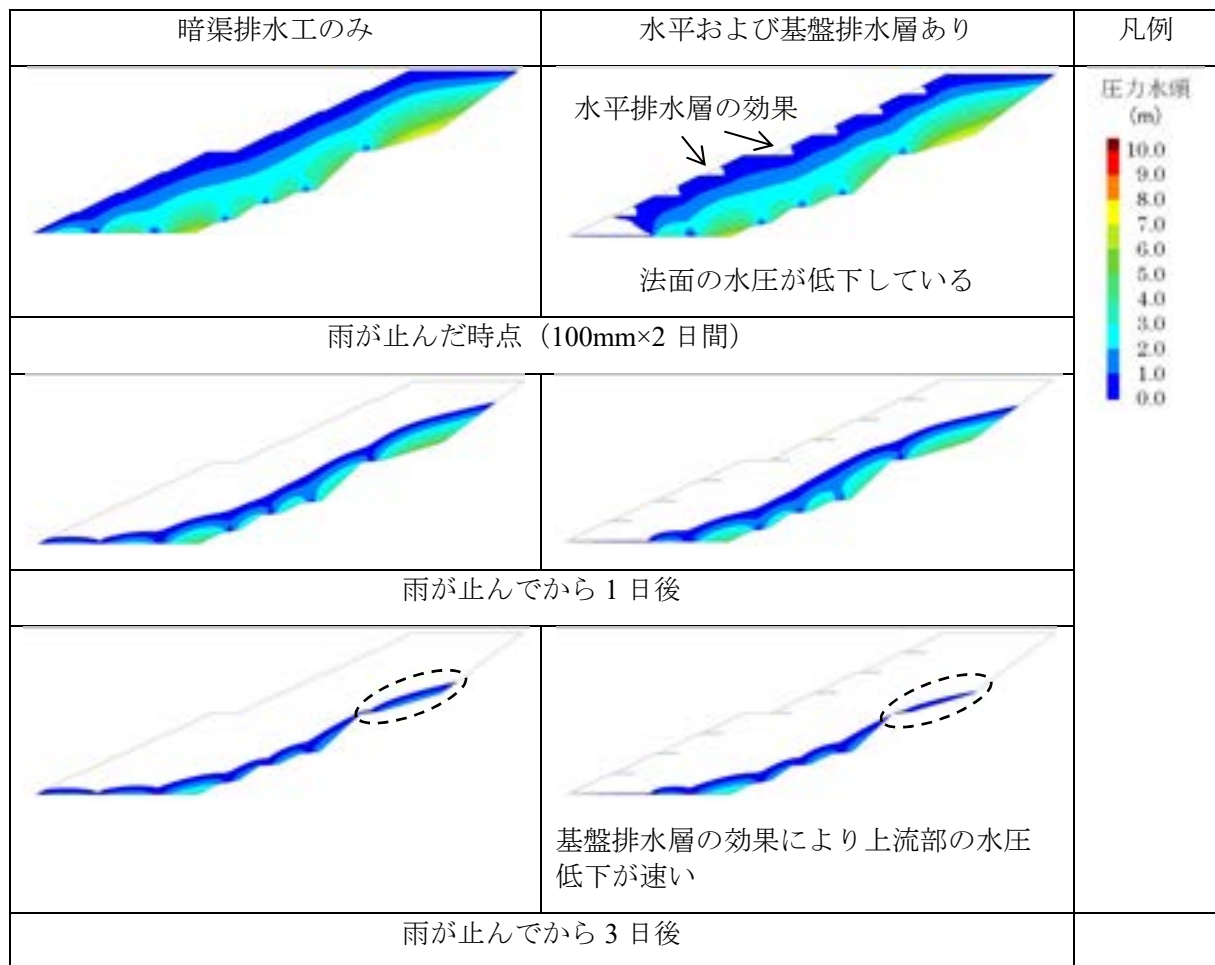 暗渠排水工のみ
水平および基盤排水層あり
凡例
水平排水層の効果
法面の水圧が低下している
圧力水頭
(m)
10.0
9.0
8.0
7.0
6.0
5.0
4.0
3.0
2.0
1.0
0.0
雨が止んだ時点（100mm×2 日間）
雨が止んでから 1 日後
基盤排水層の効果により上流部の水圧
低下が速い
雨が止んでから 3 日後